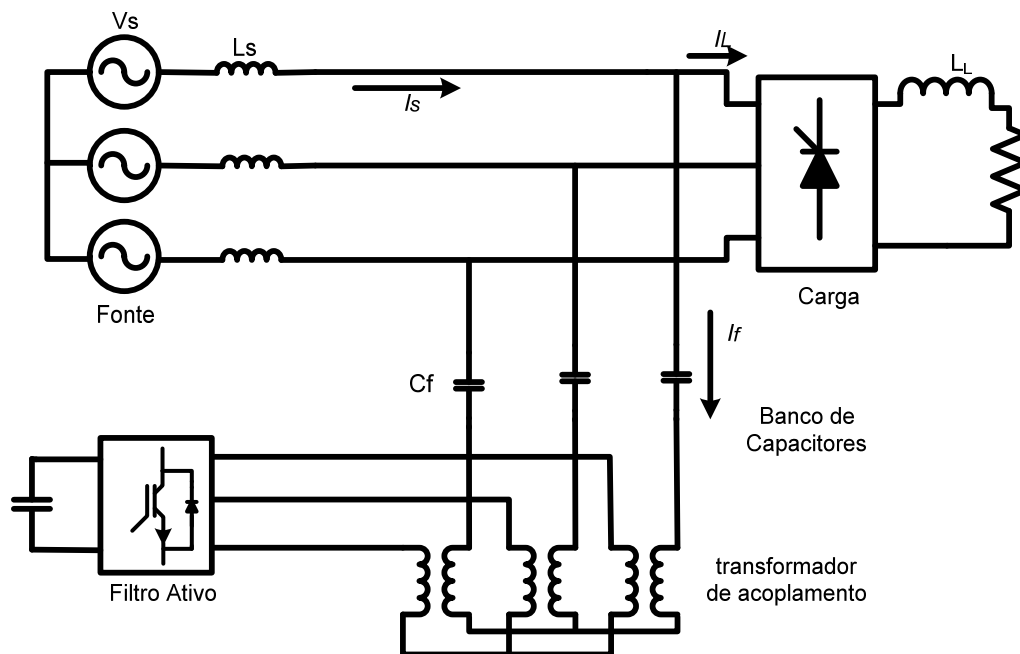 Vs
Ls
IL
LL
Is
Fonte
Carga
If
Cf
Banco de
Capacitores
Filtro Ativo
transformador
de acoplamento